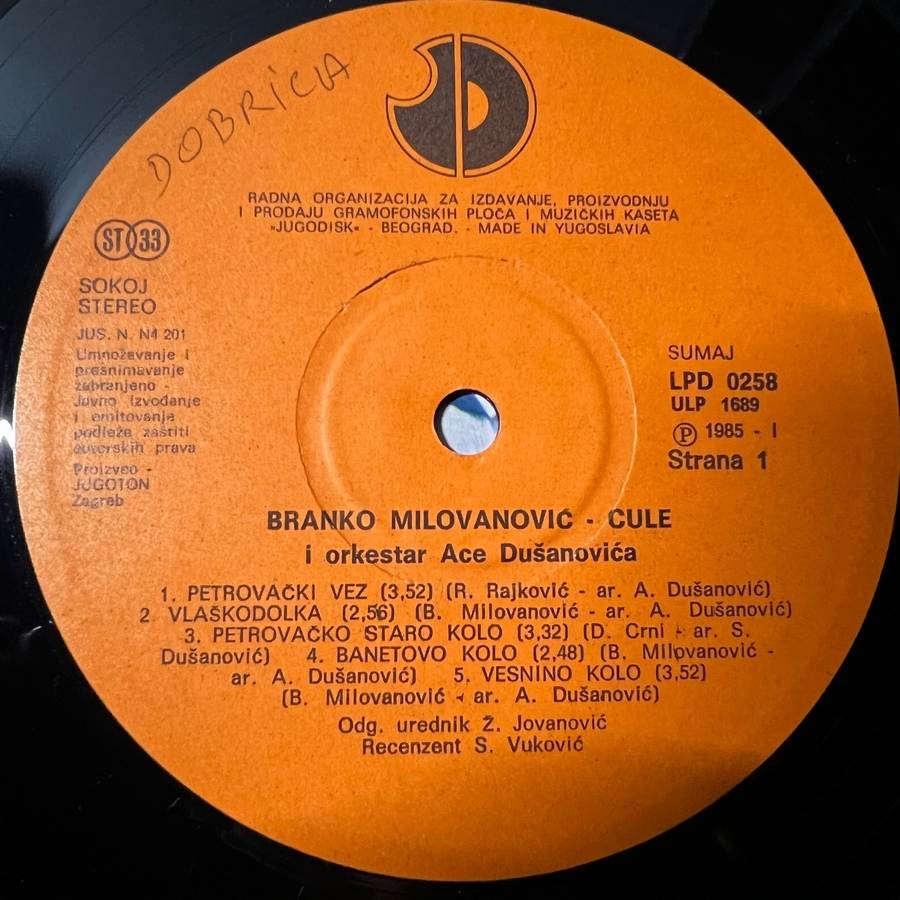 DOBRICA
RADNA ORGANIZACIJA ZA IZDAVANJE, PROIZVODNJU
I PRODAJU GRAMOFONSKIH PLOČA I MUZIČKIH KASETA
»JUGODISK« - BEOGRAD. - MADE IN YUGOSLAVIA
ST 33
SOKOJ
STEREO
JUS. N. N4 201
Umnožavanje i
presnimavanje
zabranjeno -
Javno izvođanje
i emitovanje
podleže zaštiti
autorskih prava
Proizveo -
JUGOTON
Zagreb
SUMAJ
LPD 0258
ULP 1689
Ⓟ 1985 - I
Strana 1
BRANKO MILOVANOVIĆ - CULE
i orkestar Ace Dušanovića
1. PETROVAČKI VEZ (3,52) (R. Rajković - ar. A. Dušanović)
2 VLAŠKODOLKA (2,56) (B. Milovanović - ar. A. Dušanović)
3. PETROVAČKO STARO KOLO (3,32) (D. Crni - ar. S.
Dušanović) 4. BANETOVO KOLO (2,48) (B. Milovanović -
ar. A. Dušanović) 5. VESNINO KOLO (3,52)
(B. Milovanović - ar. A. Dušanović)
Odg. urednik Ž. Jovanović
Recenzent S. Vuković